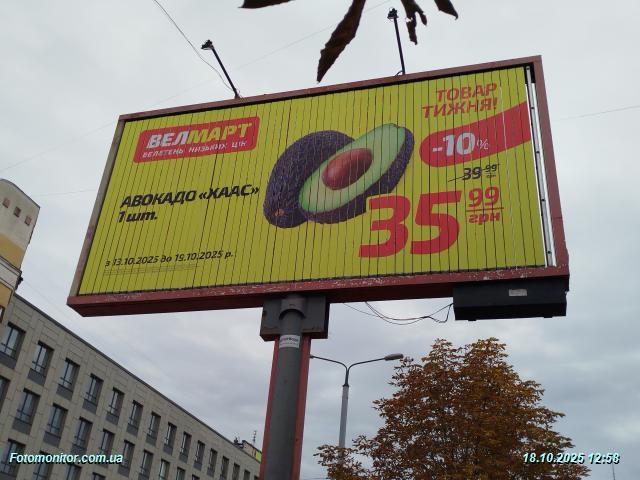 ВЕЛМАРТ
ВЕЛЕТЕНЬ НИЗЬКИХ ЦІН
ТОВАР
ТИЖНЯ!
-10%
39.99
АВОКАДО «ХААС»
1 шт.
35 99
грн
з 13.10.2025 до 19.10.2025 р.
Fotomonitor.com.ua
18.10.2025 12:58